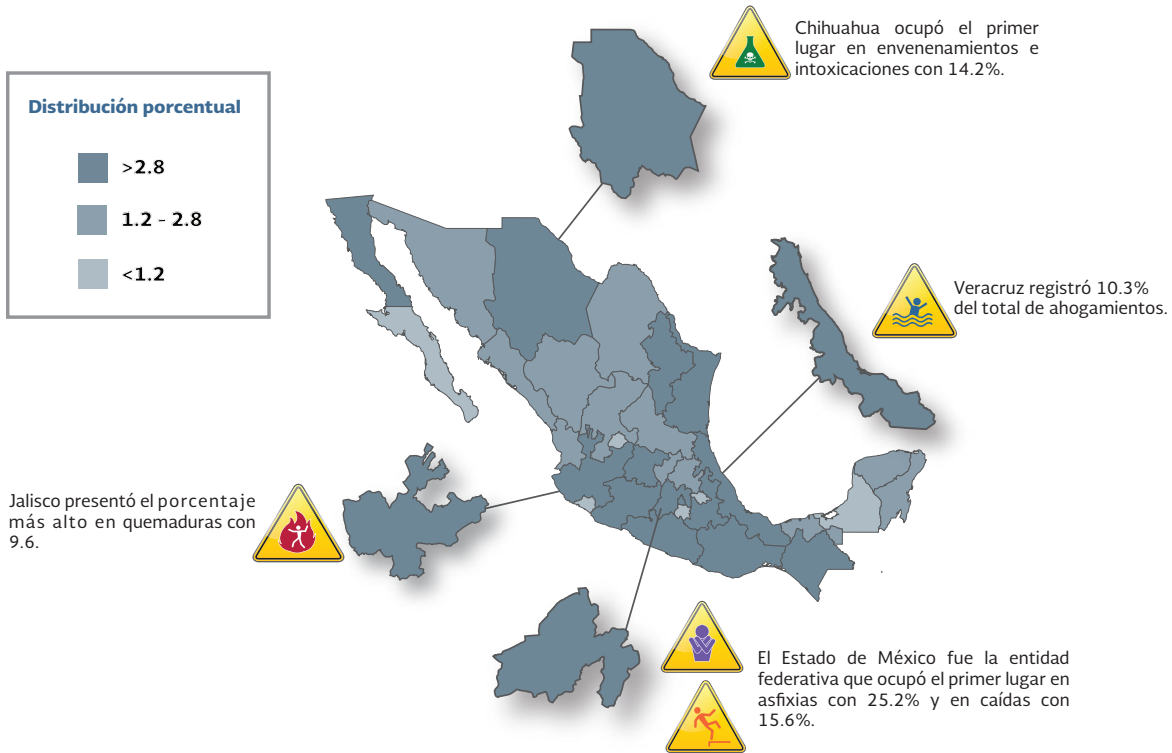 Chihuahua ocupó el primer
lugar en envenenamientos e
intoxicaciones con 14.2%.
Distribución porcentual
>2.8
1.2 - 2.8
<1.2
Veracruz registró 10.3%
del total de ahogamientos.
Jalisco presentó el porcentaje
más alto en quemaduras con
9.6.
El Estado de México fue la entidad
federativa que ocupó el primer lugar en
asfixias con 25.2% y en caídas con
15.6%.